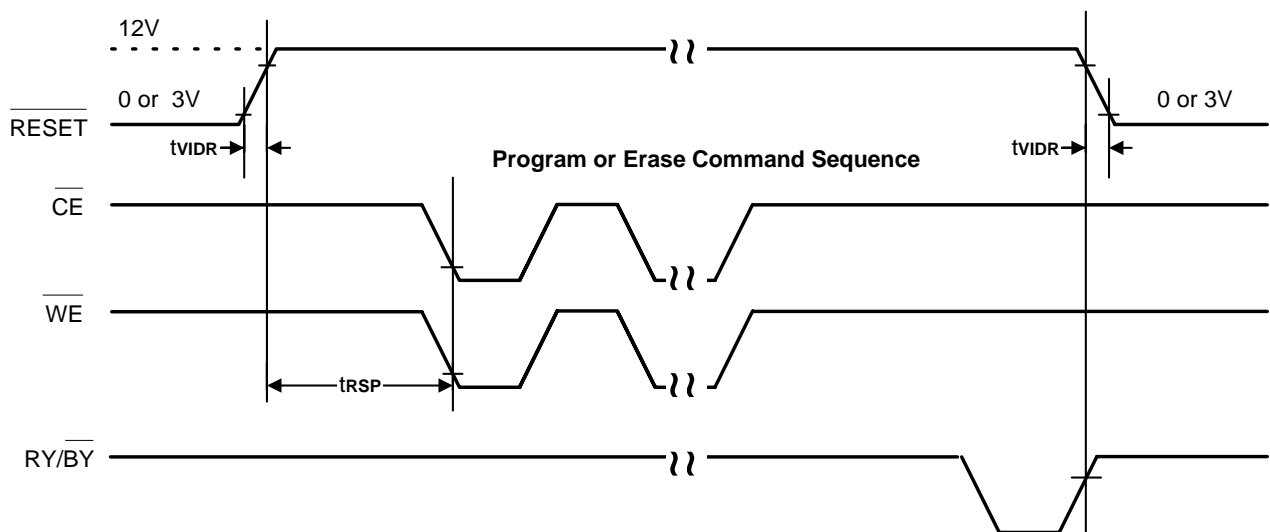 12V
0 or 3V
0 or 3V
RESET
tVIDR
tVIDR
Program or Erase Command Sequence
CE
WE
tRSP
RY/BY